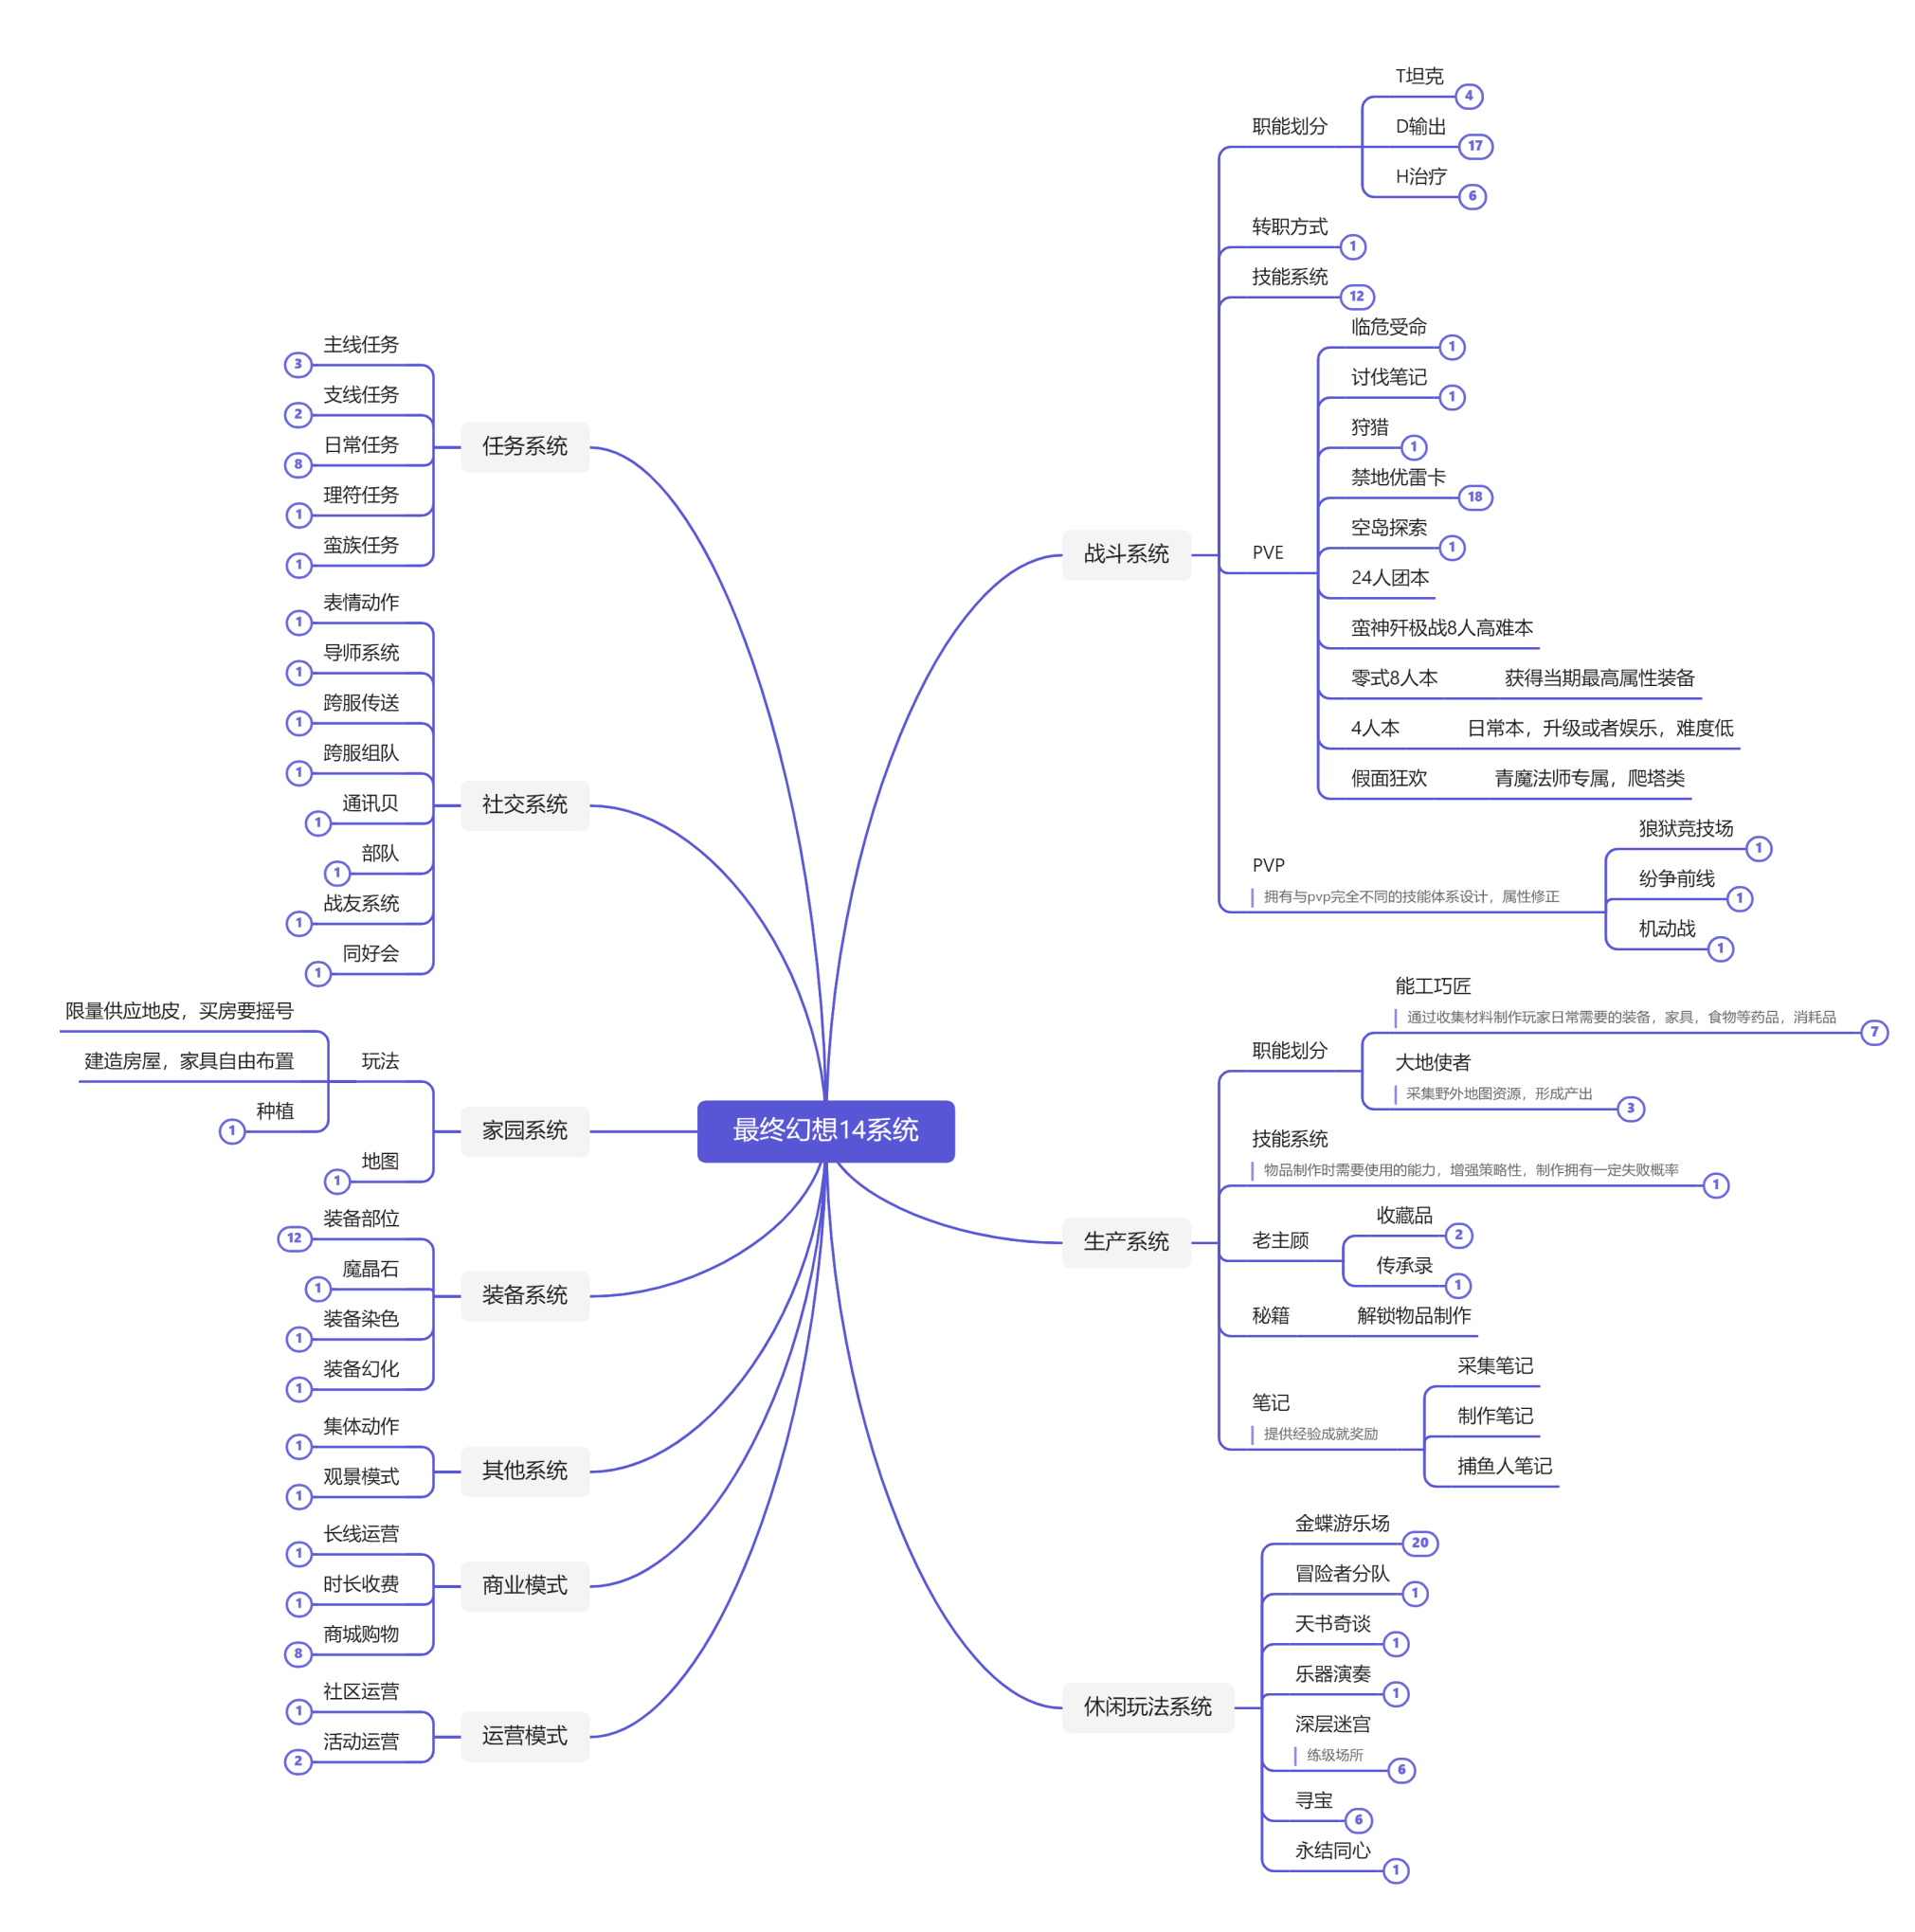 最终幻想14系统
战斗系统
职能划分
T坦克
4
D输出
17
H治疗
6
转职方式
1
技能系统
12
PVE
临危受命
1
讨伐笔记
1
狩猎
1
禁地优雷卡
18
空岛探索
1
24人团本
蛮神歼极战8人高难本
零式8人本
获得当期最高属性装备
4人本
日常本，升级或者娱乐，难度低
假面狂欢
青魔法师专属，爬塔类
PVP
拥有与pvp完全不同的技能体系设计，属性修正
狼狱竞技场
1
纷争前线
1
机动战
1
生产系统
职能划分
能工巧匠
通过收集材料制作玩家日常需要的装备，家具，食物等药品，消耗品
7
大地使者
采集野外地图资源，形成产出
3
技能系统
物品制作时需要使用的能力，增强策略性，制作拥有一定失败概率
1
老主顾
收藏品
2
传承录
1
秘籍
解锁物品制作
笔记
提供经验成就奖励
采集笔记
制作笔记
捕鱼人笔记
休闲玩法系统
金蝶游乐场
20
冒险者分队
1
天书奇谈
1
乐器演奏
1
深层迷宫
练级场所
6
寻宝
6
永结同心
1
任务系统
主线任务
3
支线任务
2
日常任务
8
理符任务
1
蛮族任务
1
社交系统
表情动作
1
导师系统
1
跨服传送
1
跨服组队
1
通讯贝
1
部队
1
战友系统
1
同好会
1
家园系统
玩法
限量供应地皮，买房要摇号
建造房屋，家具自由布置
种植
1
地图
1
装备系统
装备部位
12
魔晶石
1
装备染色
1
装备幻化
1
其他系统
集体动作
1
观景模式
1
商业模式
长线运营
1
时长收费
1
商城购物
8
运营模式
社区运营
1
活动运营
2